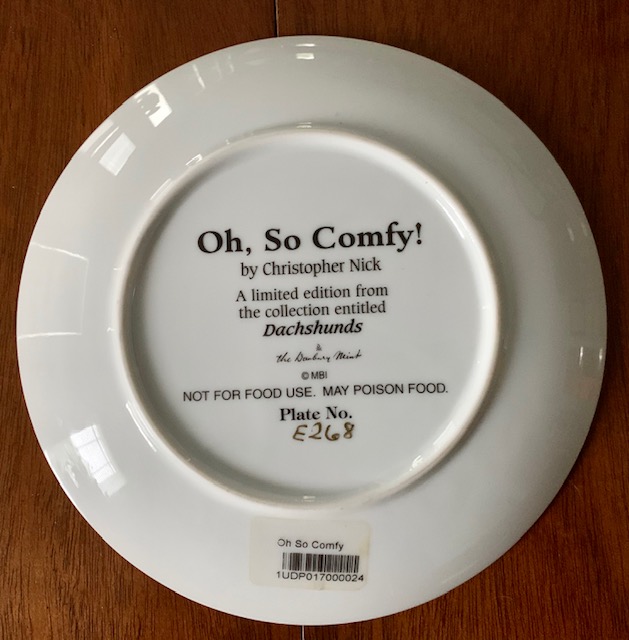 Oh, So Comfy!
by Christopher Nick
A limited edition from
the collection entitled
Dachshunds
&
the Danbury Mint
© MBI
NOT FOR FOOD USE. MAY POISON FOOD.
Plate No.
E268
Oh So Comfy
1UDP017000024